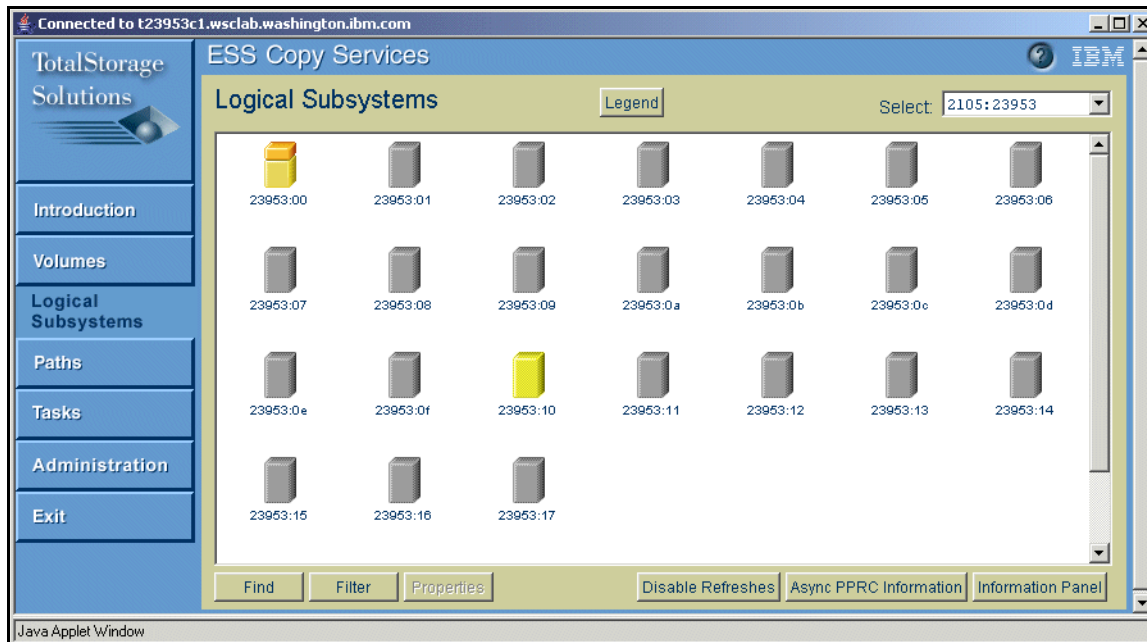 Connected to t23953c1.wsclab.washington.ibm.com
TotalStorage
Solutions
ESS Copy Services
? IBM
Logical Subsystems
Legend
Select: 2105:23953
23953:00 23953:01 23953:02 23953:03 23953:04 23953:05 23953:06
23953:07 23953:08 23953:09 23953:0a 23953:0b 23953:0c 23953:0d
23953:0e 23953:0f 23953:10 23953:11 23953:12 23953:13 23953:14
23953:15 23953:16 23953:17
Introduction
Volumes
Logical
Subsystems
Paths
Tasks
Administration
Exit
Find Filter Properties Disable Refreshes Async PPRC Information Information Panel
Java Applet Window